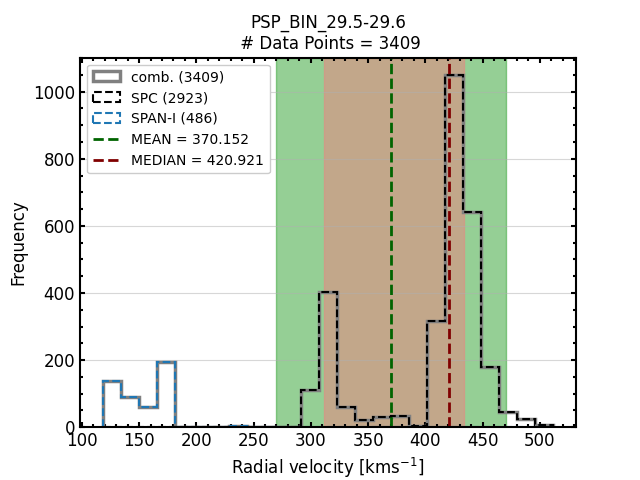 PSP_BIN_29.5-29.6
# Data Points = 3409
comb. (3409)
SPC (2923)
SPAN-I (486)
MEAN = 370.152
MEDIAN = 420.921
Frequency
1000
800
600
400
200
0
100 150 200 250 300 350 400 450 500
Radial velocity [kms⁻¹]